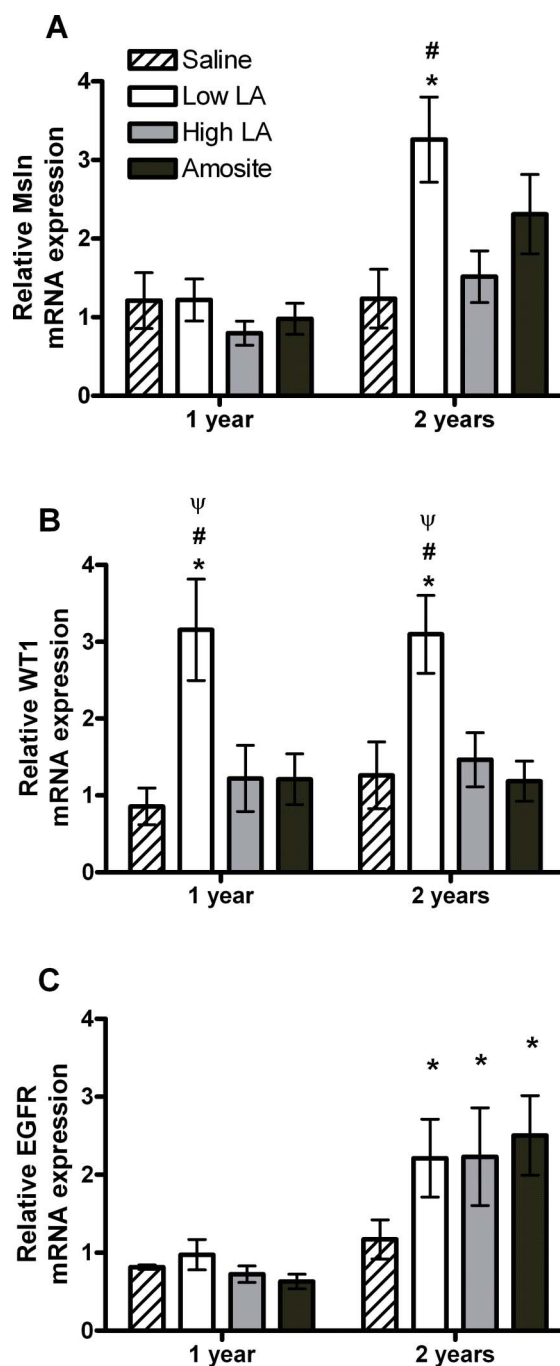 A
Saline
Low LA
High LA
Amosite
#
*
Relative Msln
mRNA expression
4
3
2
1
0
1 year
2 years
B
Ψ
#
*
Ψ
#
*
Relative WT1
mRNA expression
4
3
2
1
0
1 year
2 years
C
* * *
Relative EGFR
mRNA expression
4
3
2
1
0
1 year
2 years